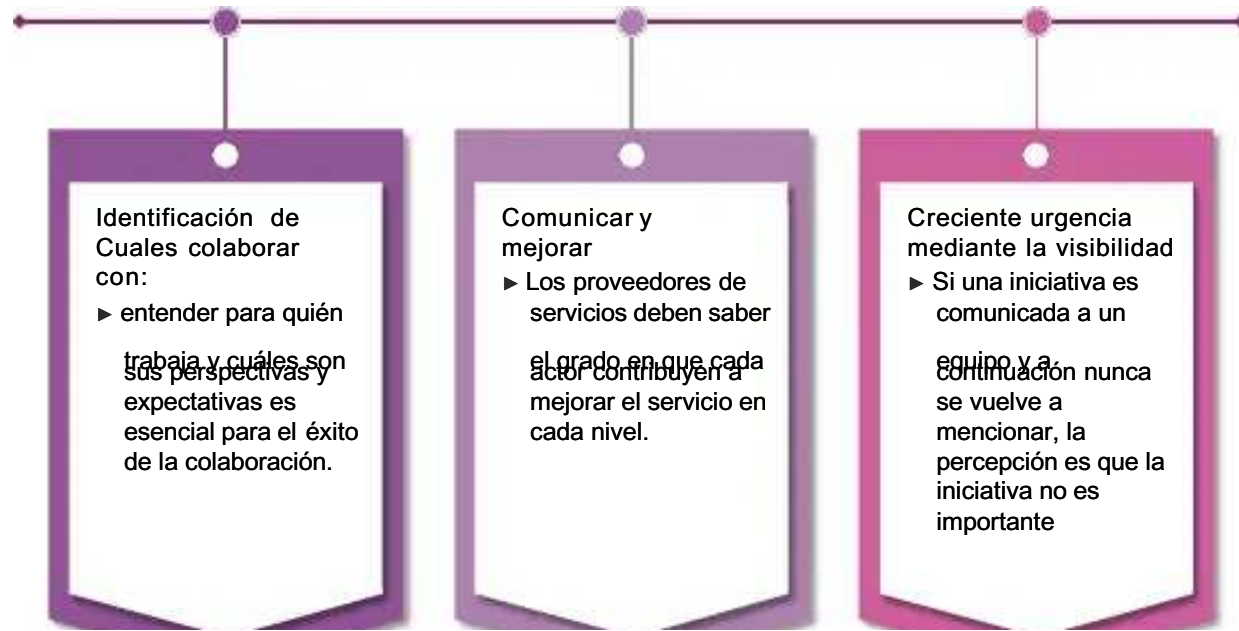 Identificación de
Cuales colaborar
con:
► entender para quién
trabaja y cuáles son
sus perspectivas y
expectativas es
esencial para el éxito
de la colaboración.
Comunicar y
mejorar
► Los proveedores de
servicios deben saber
el grado en que cada
actor contribuyen a
mejorar el servicio en
cada nivel.
Creciente urgencia
mediante la visibilidad
► Si una iniciativa es
comunicada a un
equipo y a
continuación nunca
se vuelve a
mencionar, la
percepción es que la
iniciativa no es
importante